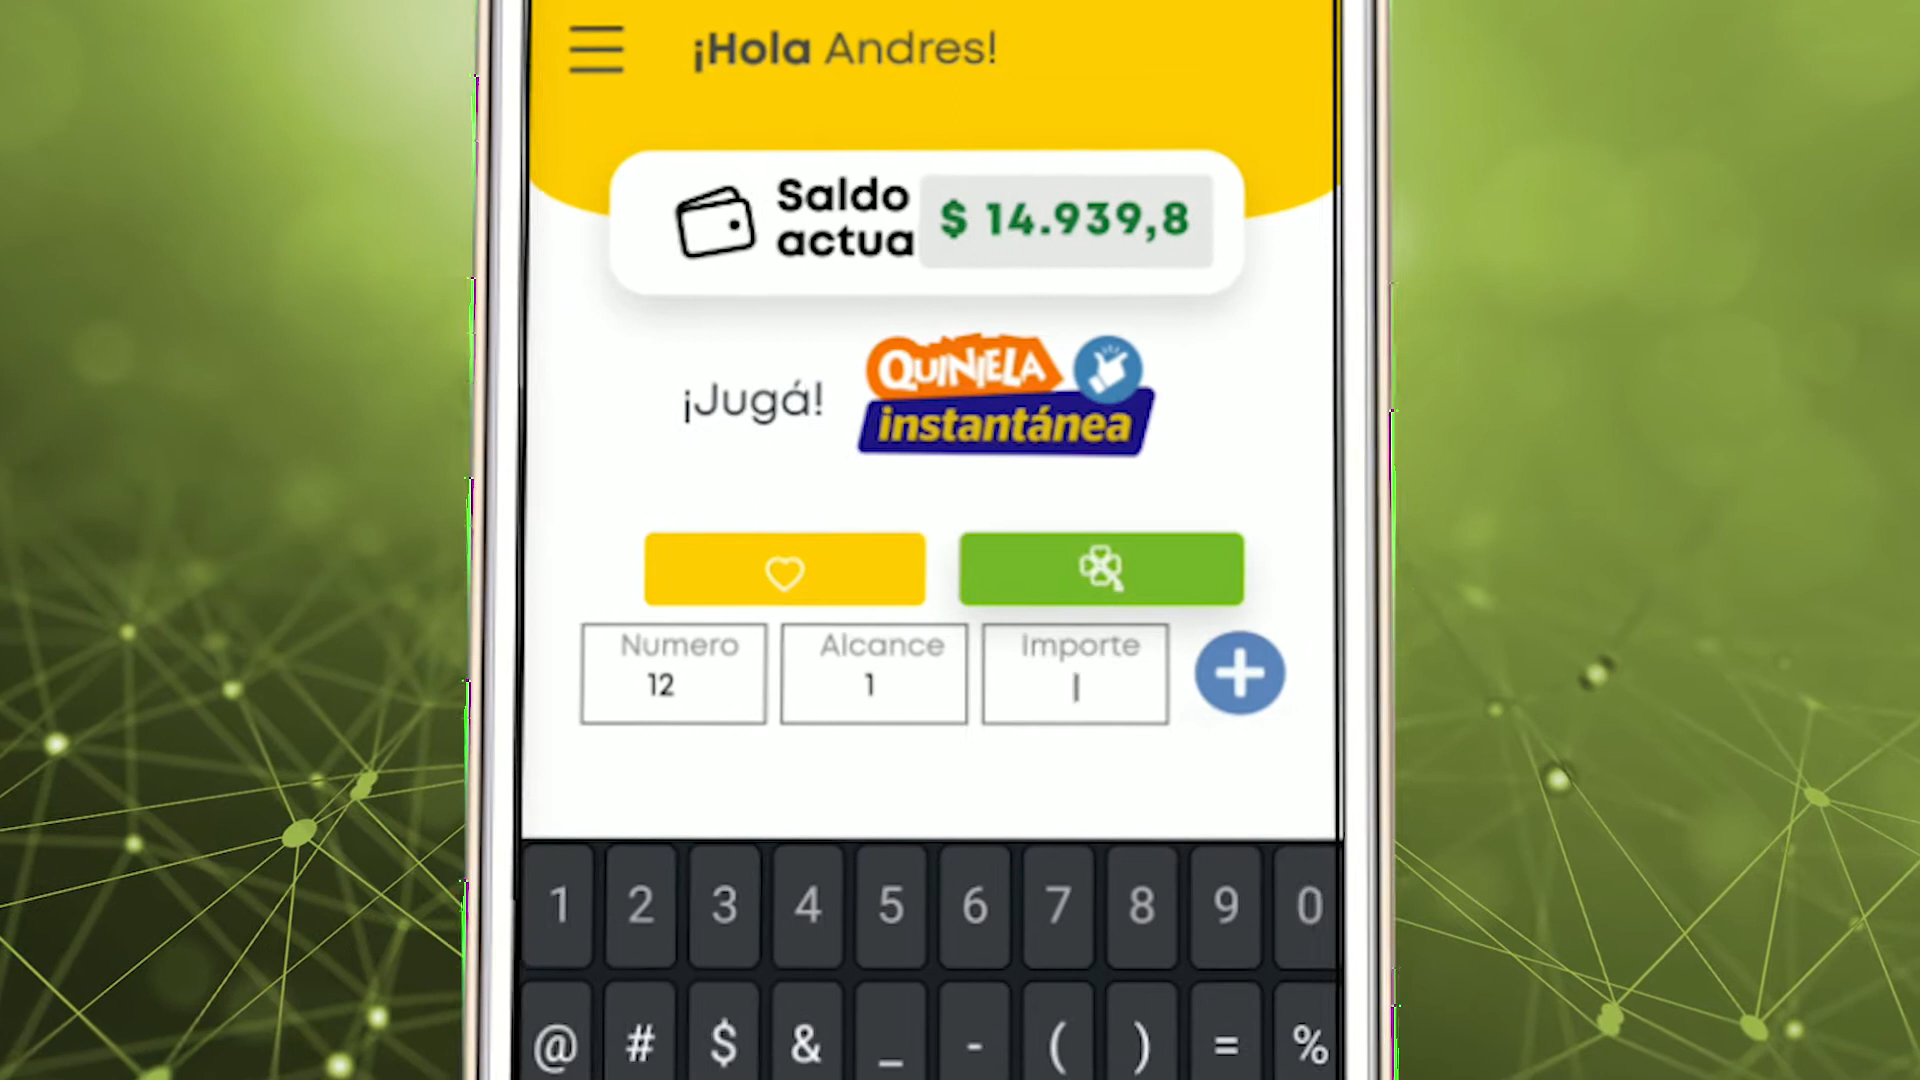 ¡Hola Andres!
Saldo
actua
$ 14.939,8
¡Jugá!
QUINIELA
instantánea
Numero
12
Alcance
1
Importe
1 2 3 4 5 6 7 8 9 0
@ # $ & _ - ( ) = %